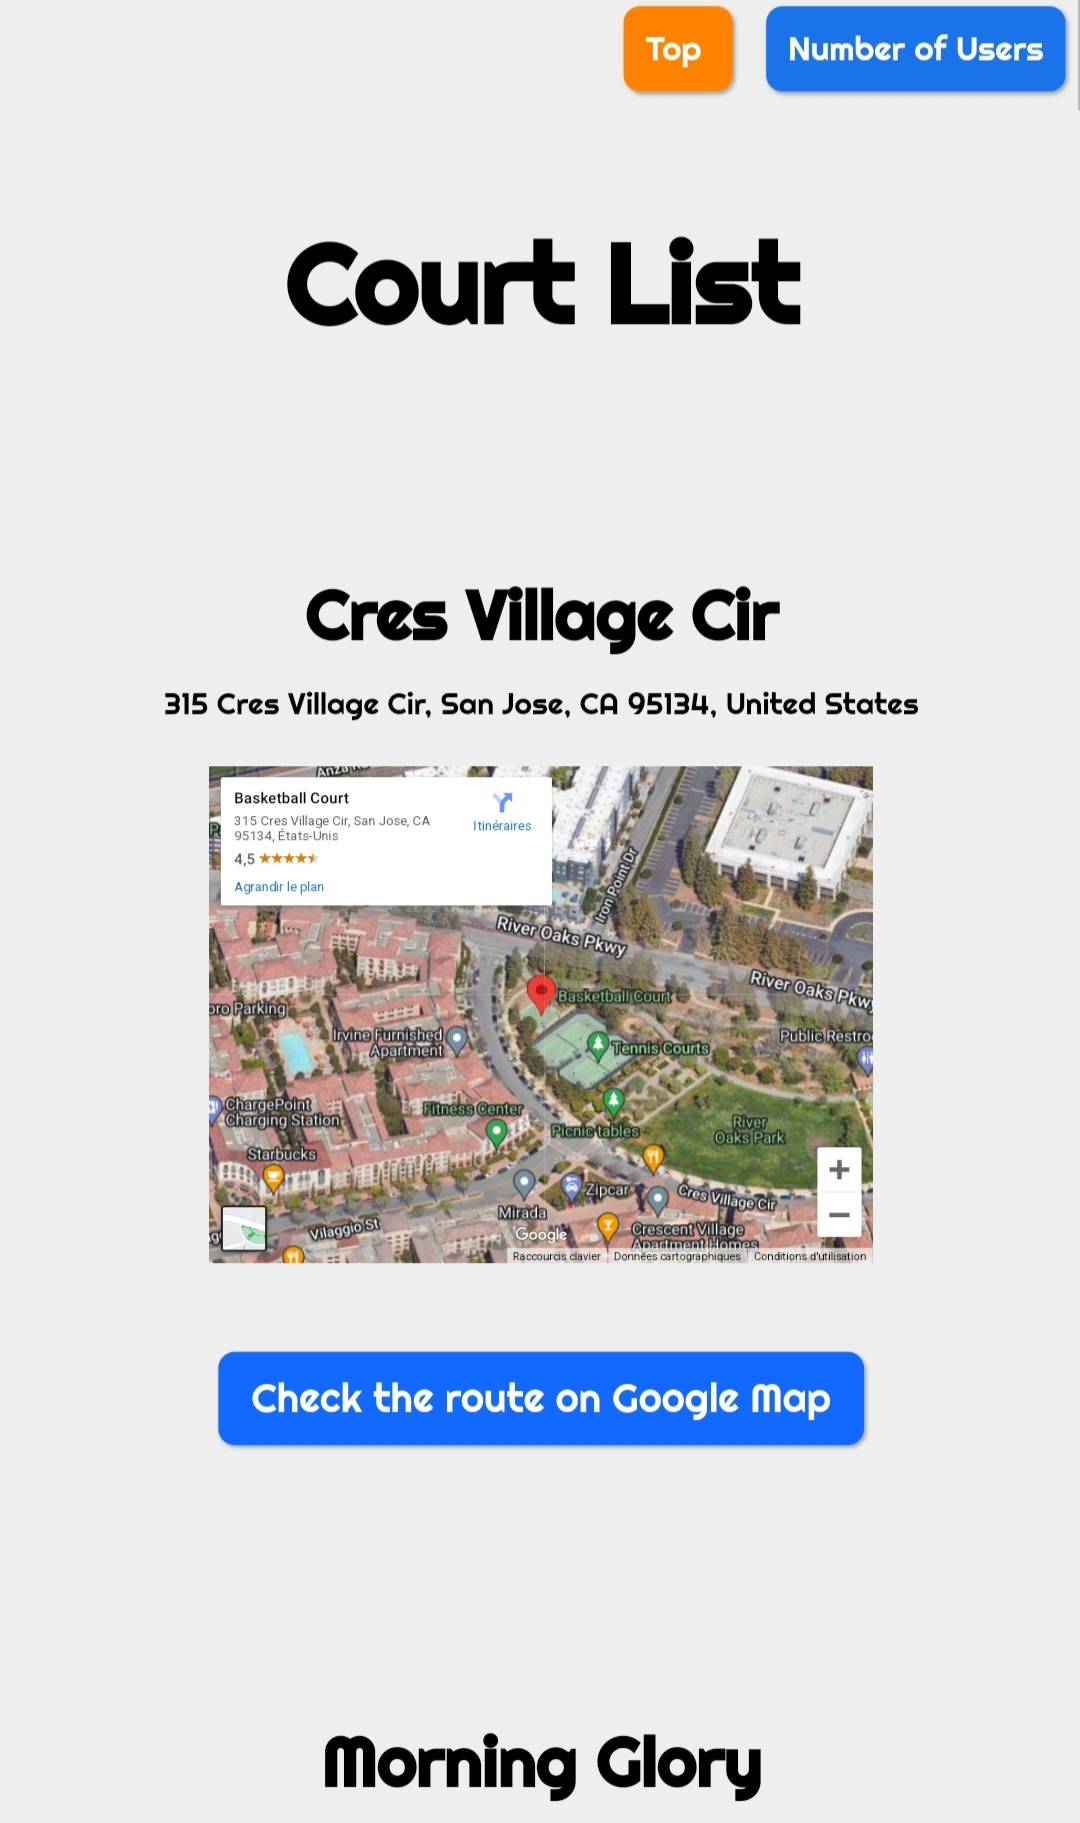 Top
Number of Users
Court List
Cres Village Cir
315 Cres Village Cir, San Jose, CA 95134, United States
Basketball Court
315 Cres Village Cir, San Jose, CA
95134, États-Unis
4,5
Itinéraires
Agrandir le plan
Iron Point Dr
River Oaks Pkwy
River Oaks Pkwy
Basketball Court
oro Parking
Irvine Furnished
Apartment
Tennis Courts
Public Restro
ChargePoint
Charging Station
Fitness Center
Picnic tables
River
Oaks Park
Starbucks
Zipcar
Cres Village Cir
Mirada
Vilaggio St
Google
Crescent Village
Apartment Homes
Raccourcis clavier
Données cartographiques
Conditions d'utilisation
Check the route on Google Map
Morning Glory